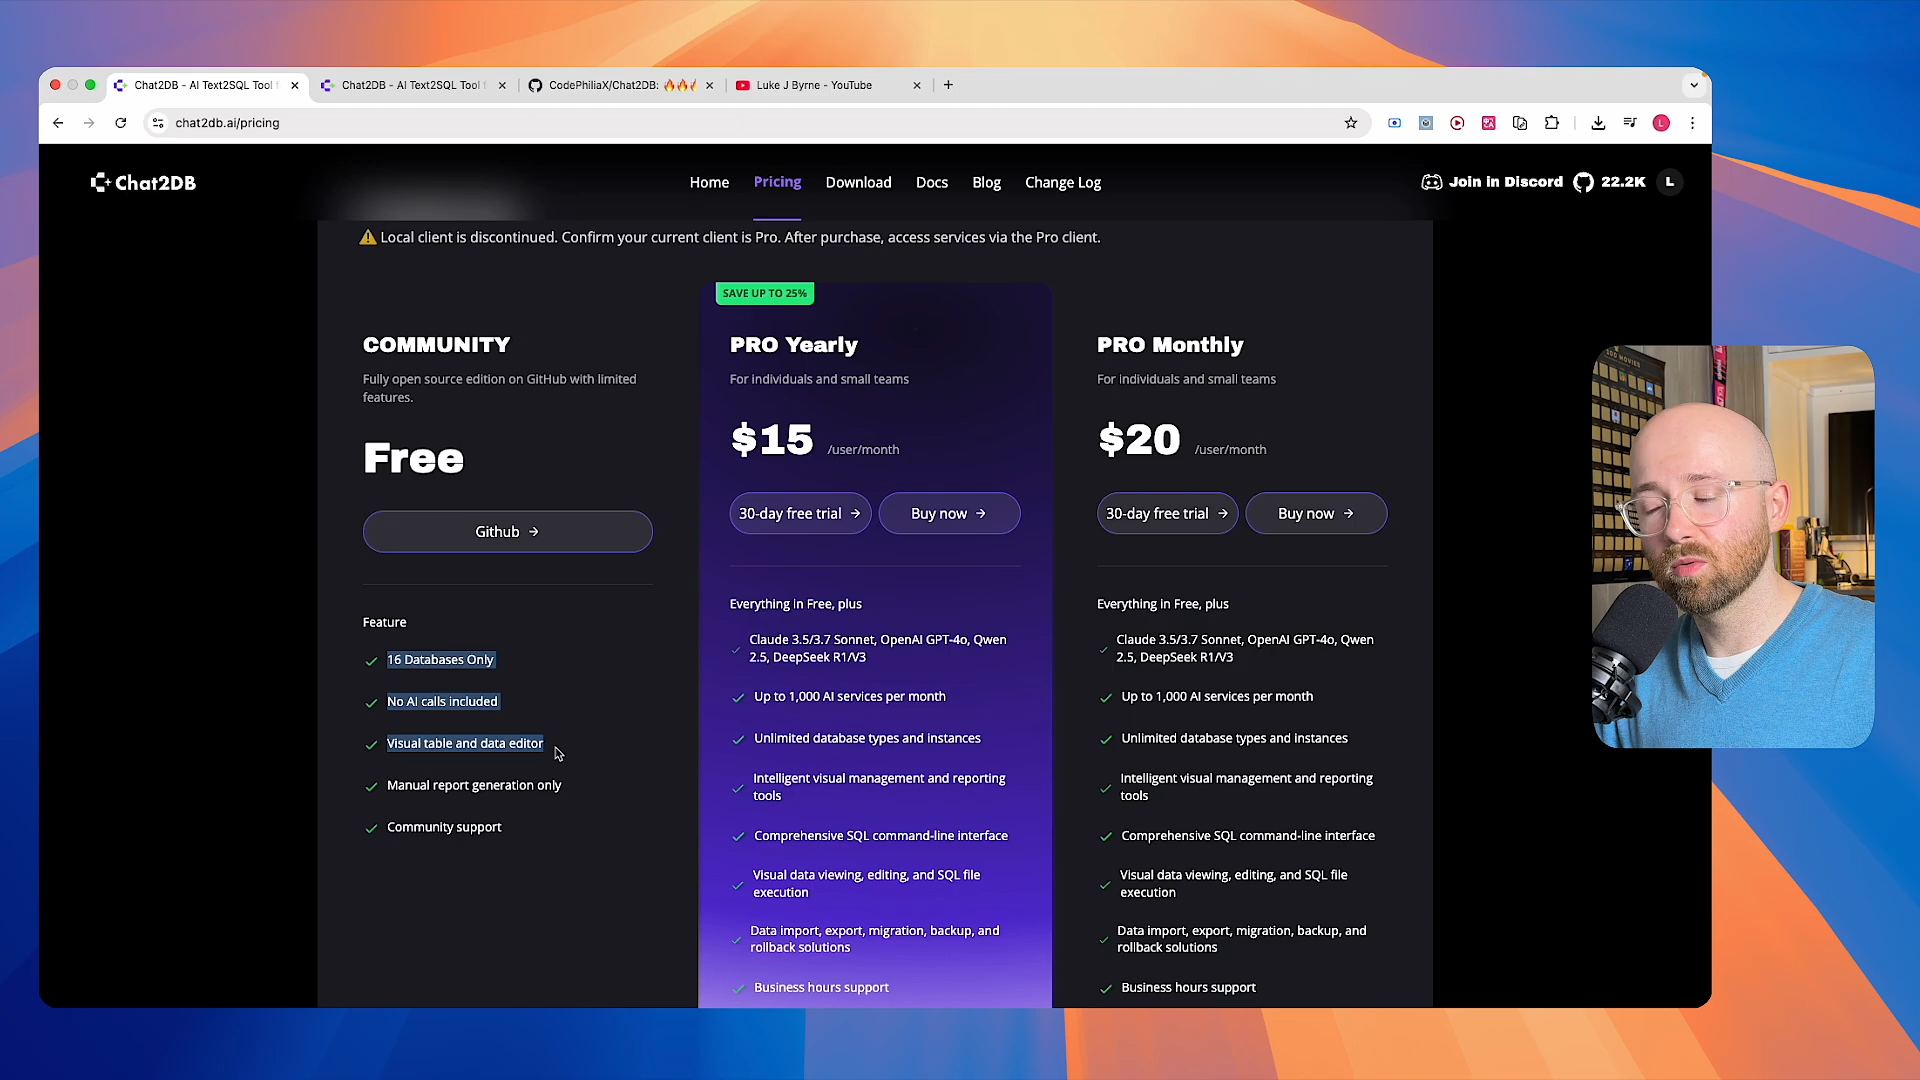 Chat2DB - AI Text2SQL Tool
Chat2DB - AI Text2SQL Tool
CodePhiliaX/Chat2DB: 🔥🔥🔥
Luke J Byrne - YouTube
chat2db.ai/pricing
L
Chat2DB
Home
Pricing
Download
Docs
Blog
Change Log
Join in Discord
22.2K
L
⚠️ Local client is discontinued. Confirm your current client is Pro. After purchase, access services via the Pro client.
COMMUNITY
Fully open source edition on GitHub with limited
features.
Free
Github →
Feature
✓ 16 Databases Only
✓ No AI calls included
✓ Visual table and data editor
✓ Manual report generation only
✓ Community support
SAVE UP TO 25%
PRO Yearly
For individuals and small teams
$15 /user/month
30-day free trial →
Buy now →
Everything in Free, plus
✓ Claude 3.5/3.7 Sonnet, OpenAI GPT-4o, Qwen
2.5, DeepSeek R1/V3
✓ Up to 1,000 AI services per month
✓ Unlimited database types and instances
✓ Intelligent visual management and reporting
tools
✓ Comprehensive SQL command-line interface
✓ Visual data viewing, editing, and SQL file
execution
✓ Data import, export, migration, backup, and
rollback solutions
✓ Business hours support
PRO Monthly
For individuals and small teams
$20 /user/month
30-day free trial →
Buy now →
Everything in Free, plus
✓ Claude 3.5/3.7 Sonnet, OpenAI GPT-4o, Qwen
2.5, DeepSeek R1/V3
✓ Up to 1,000 AI services per month
✓ Unlimited database types and instances
✓ Intelligent visual management and reporting
tools
✓ Comprehensive SQL command-line interface
✓ Visual data viewing, editing, and SQL file
execution
✓ Data import, export, migration, backup, and
rollback solutions
✓ Business hours support
100 MOVIES